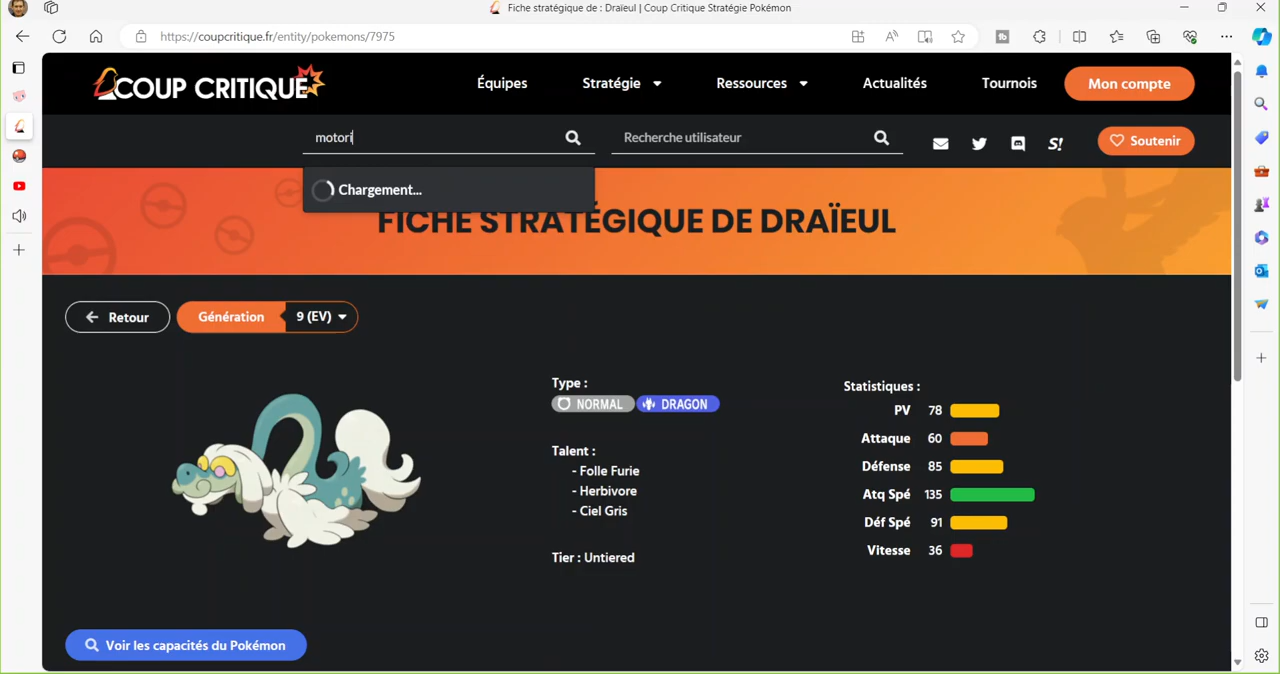 Fiche stratégique de : Draïeul | Coup Critique Stratégie Pokémon
https://coupcritique.fr/entity/pokemons/7975
COUP CRITIQUE
Équipes
Stratégie
Ressources
Actualités
Tournois
Mon compte
motori
Recherche utilisateur
S!
Soutenir
Chargement...
FICHE STRATÉGIQUE DE DRAÏEUL
Retour
Génération
9 (EV)
Type :
NORMAL
DRAGON
Talent :
- Folle Furie
- Herbivore
- Ciel Gris
Tier : Untiered
Statistiques :
PV 78
Attaque 60
Défense 85
Atq Spé 135
Déf Spé 91
Vitesse 36
Voir les capacités du Pokémon